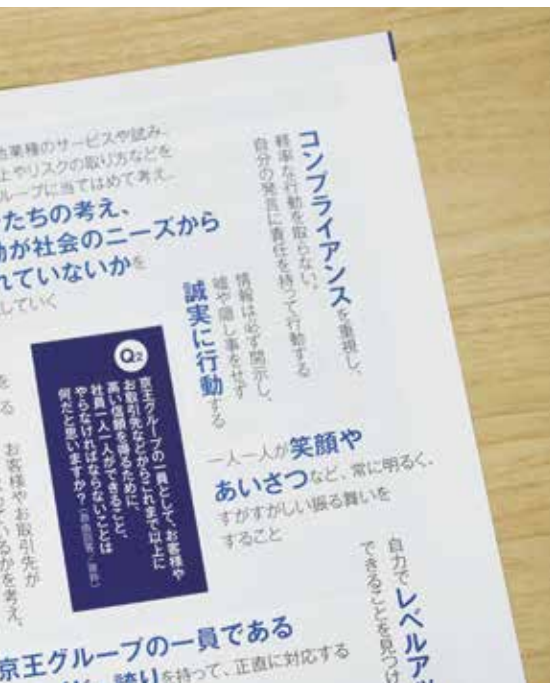 業種のサービスや試み、
やリスクの取り方などを
ループに当てはめて考え、
たちの考え、
動が社会のニーズから
れていないかを
していく
コンプライアンスを重視し、
軽率な行動を取らない。
自分の発言に責任を持って行動する
情報は必ず開示し、
嘘や隠し事をせず
誠実に行動する
Q2
京王グループの一員として、お客様や
お取引先などからこれまで以上に
高い信頼を得るために、
社員一人一人ができること、
やらなければならないことは
何だと思いますか?
一人一人が笑顔や
あいさつなど、常に明るく、
すがすがしい振る舞いを
すること
を
る
お客様やお取引先が
いるかを考え、
自力でレベルア
できることを見つけ
京王グループの一員である
誇りを持って、正直に対応する